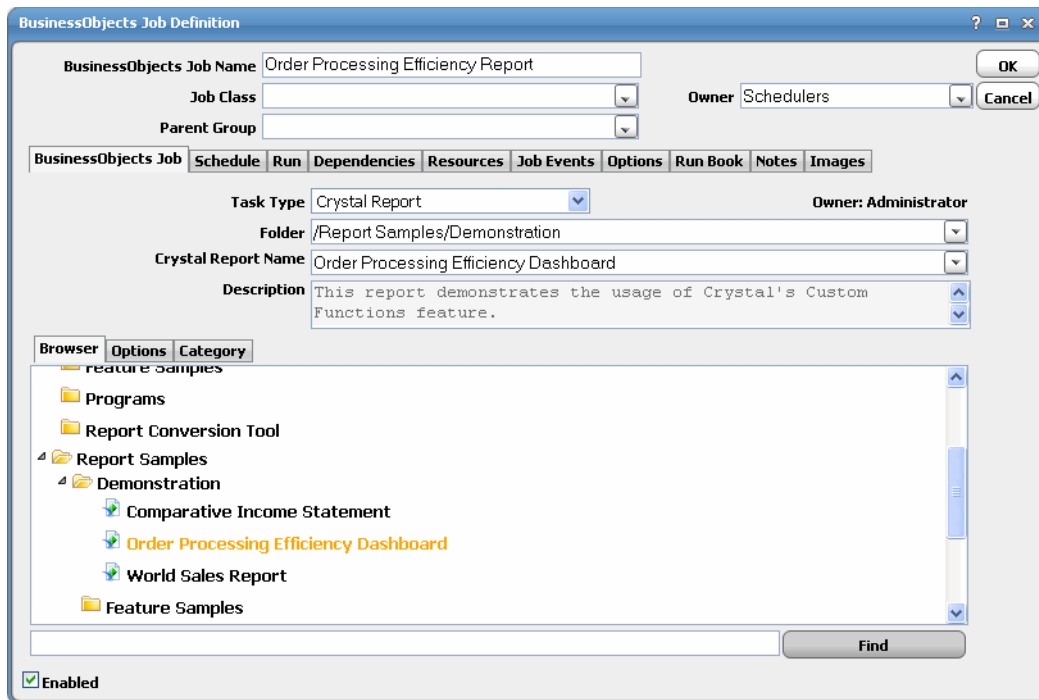 BusinessObjects Job Definition
BusinessObjects Job Name Order Processing Efficiency Report OK
Job Class Owner Schedulers Cancel
Parent Group
BusinessObjects Job Schedule Run Dependencies Resources Job Events Options Run Book Notes Images
Task Type Crystal Report Owner: Administrator
Folder /Report Samples/Demonstration
Crystal Report Name Order Processing Efficiency Dashboard
Description This report demonstrates the usage of Crystal's Custom
Functions feature.
Browser Options Category
Feature Samples
Programs
Report Conversion Tool
Report Samples
Demonstration
Comparative Income Statement
Order Processing Efficiency Dashboard
World Sales Report
Feature Samples
Find
Enabled